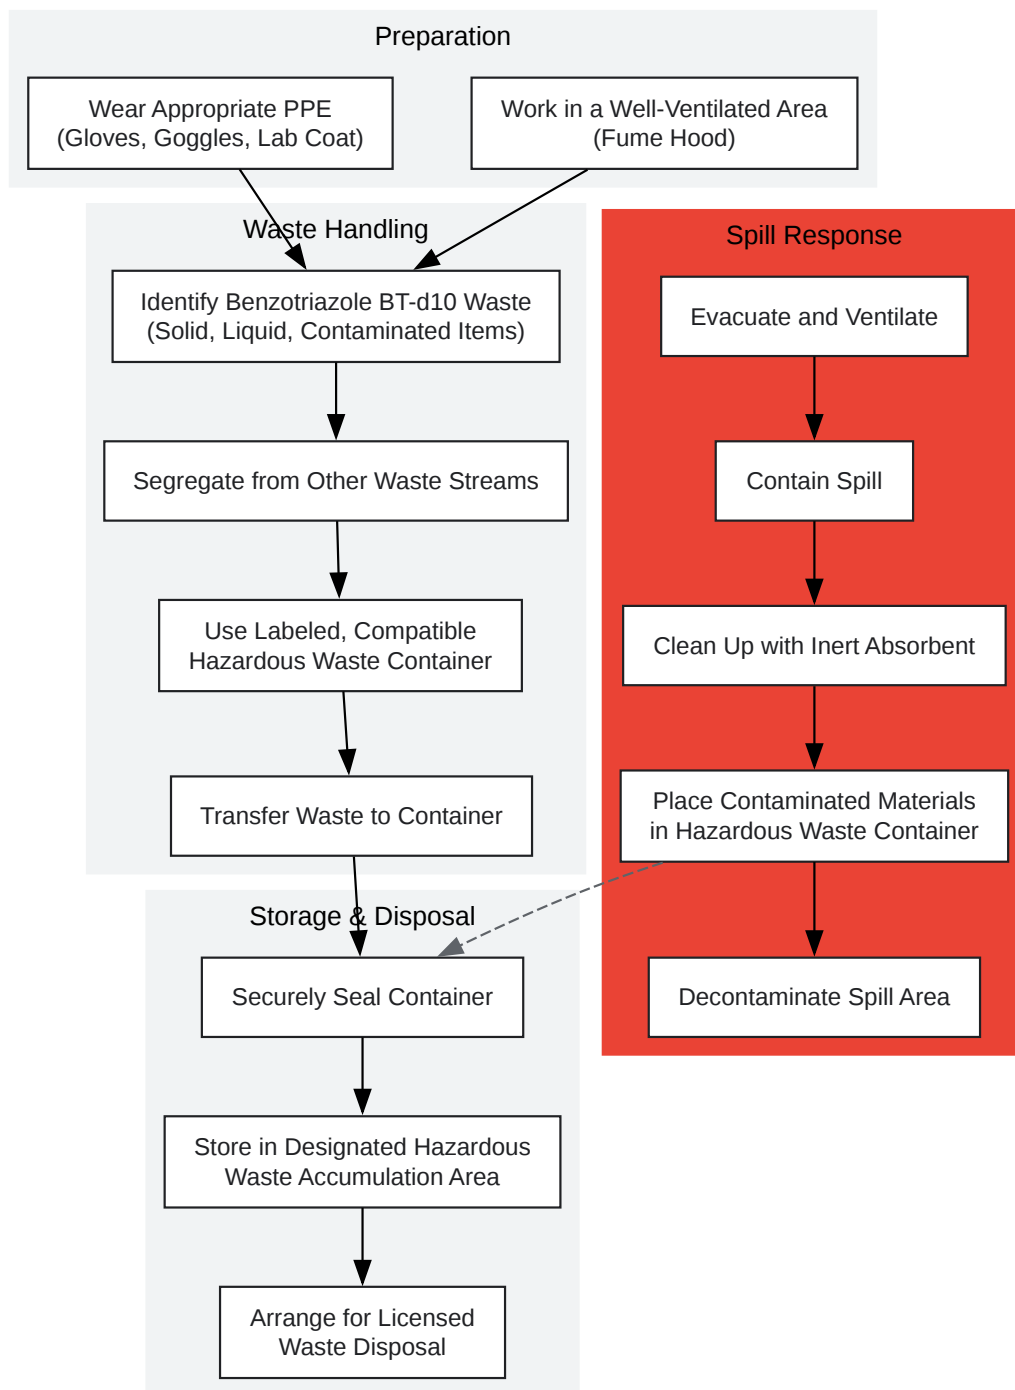 Preparation
Wear Appropriate PPE
(Gloves, Goggles, Lab Coat)
Work in a Well-Ventilated Area
(Fume Hood)
Waste Handling
Identify Benzotriazole BT-d10 Waste
(Solid, Liquid, Contaminated Items)
Segregate from Other Waste Streams
Use Labeled, Compatible
Hazardous Waste Container
Transfer Waste to Container
Storage & Disposal
Securely Seal Container
Store in Designated Hazardous
Waste Accumulation Area
Arrange for Licensed
Waste Disposal
Spill Response
Evacuate and Ventilate
Contain Spill
Clean Up with Inert Absorbent
Place Contaminated Materials
in Hazardous Waste Container
Decontaminate Spill Area